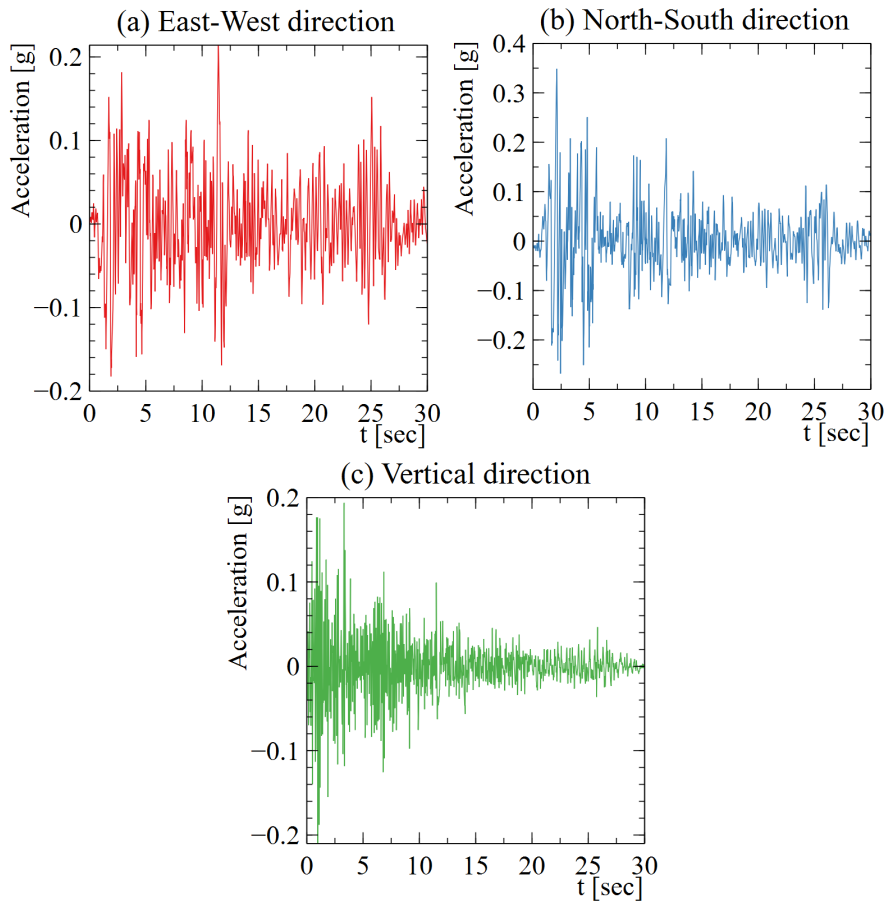 (a) East-West direction
Acceleration [g]
0.2
0.1
0
−0.1
−0.2
0 5 10 15 20 25 30
t [sec]
(b) North-South direction
Acceleration [g]
0.4
0.3
0.2
0.1
0
−0.1
−0.2
0 5 10 15 20 25 30
t [sec]
(c) Vertical direction
Acceleration [g]
0.2
0.1
0
−0.1
−0.2
0 5 10 15 20 25 30
t [sec]